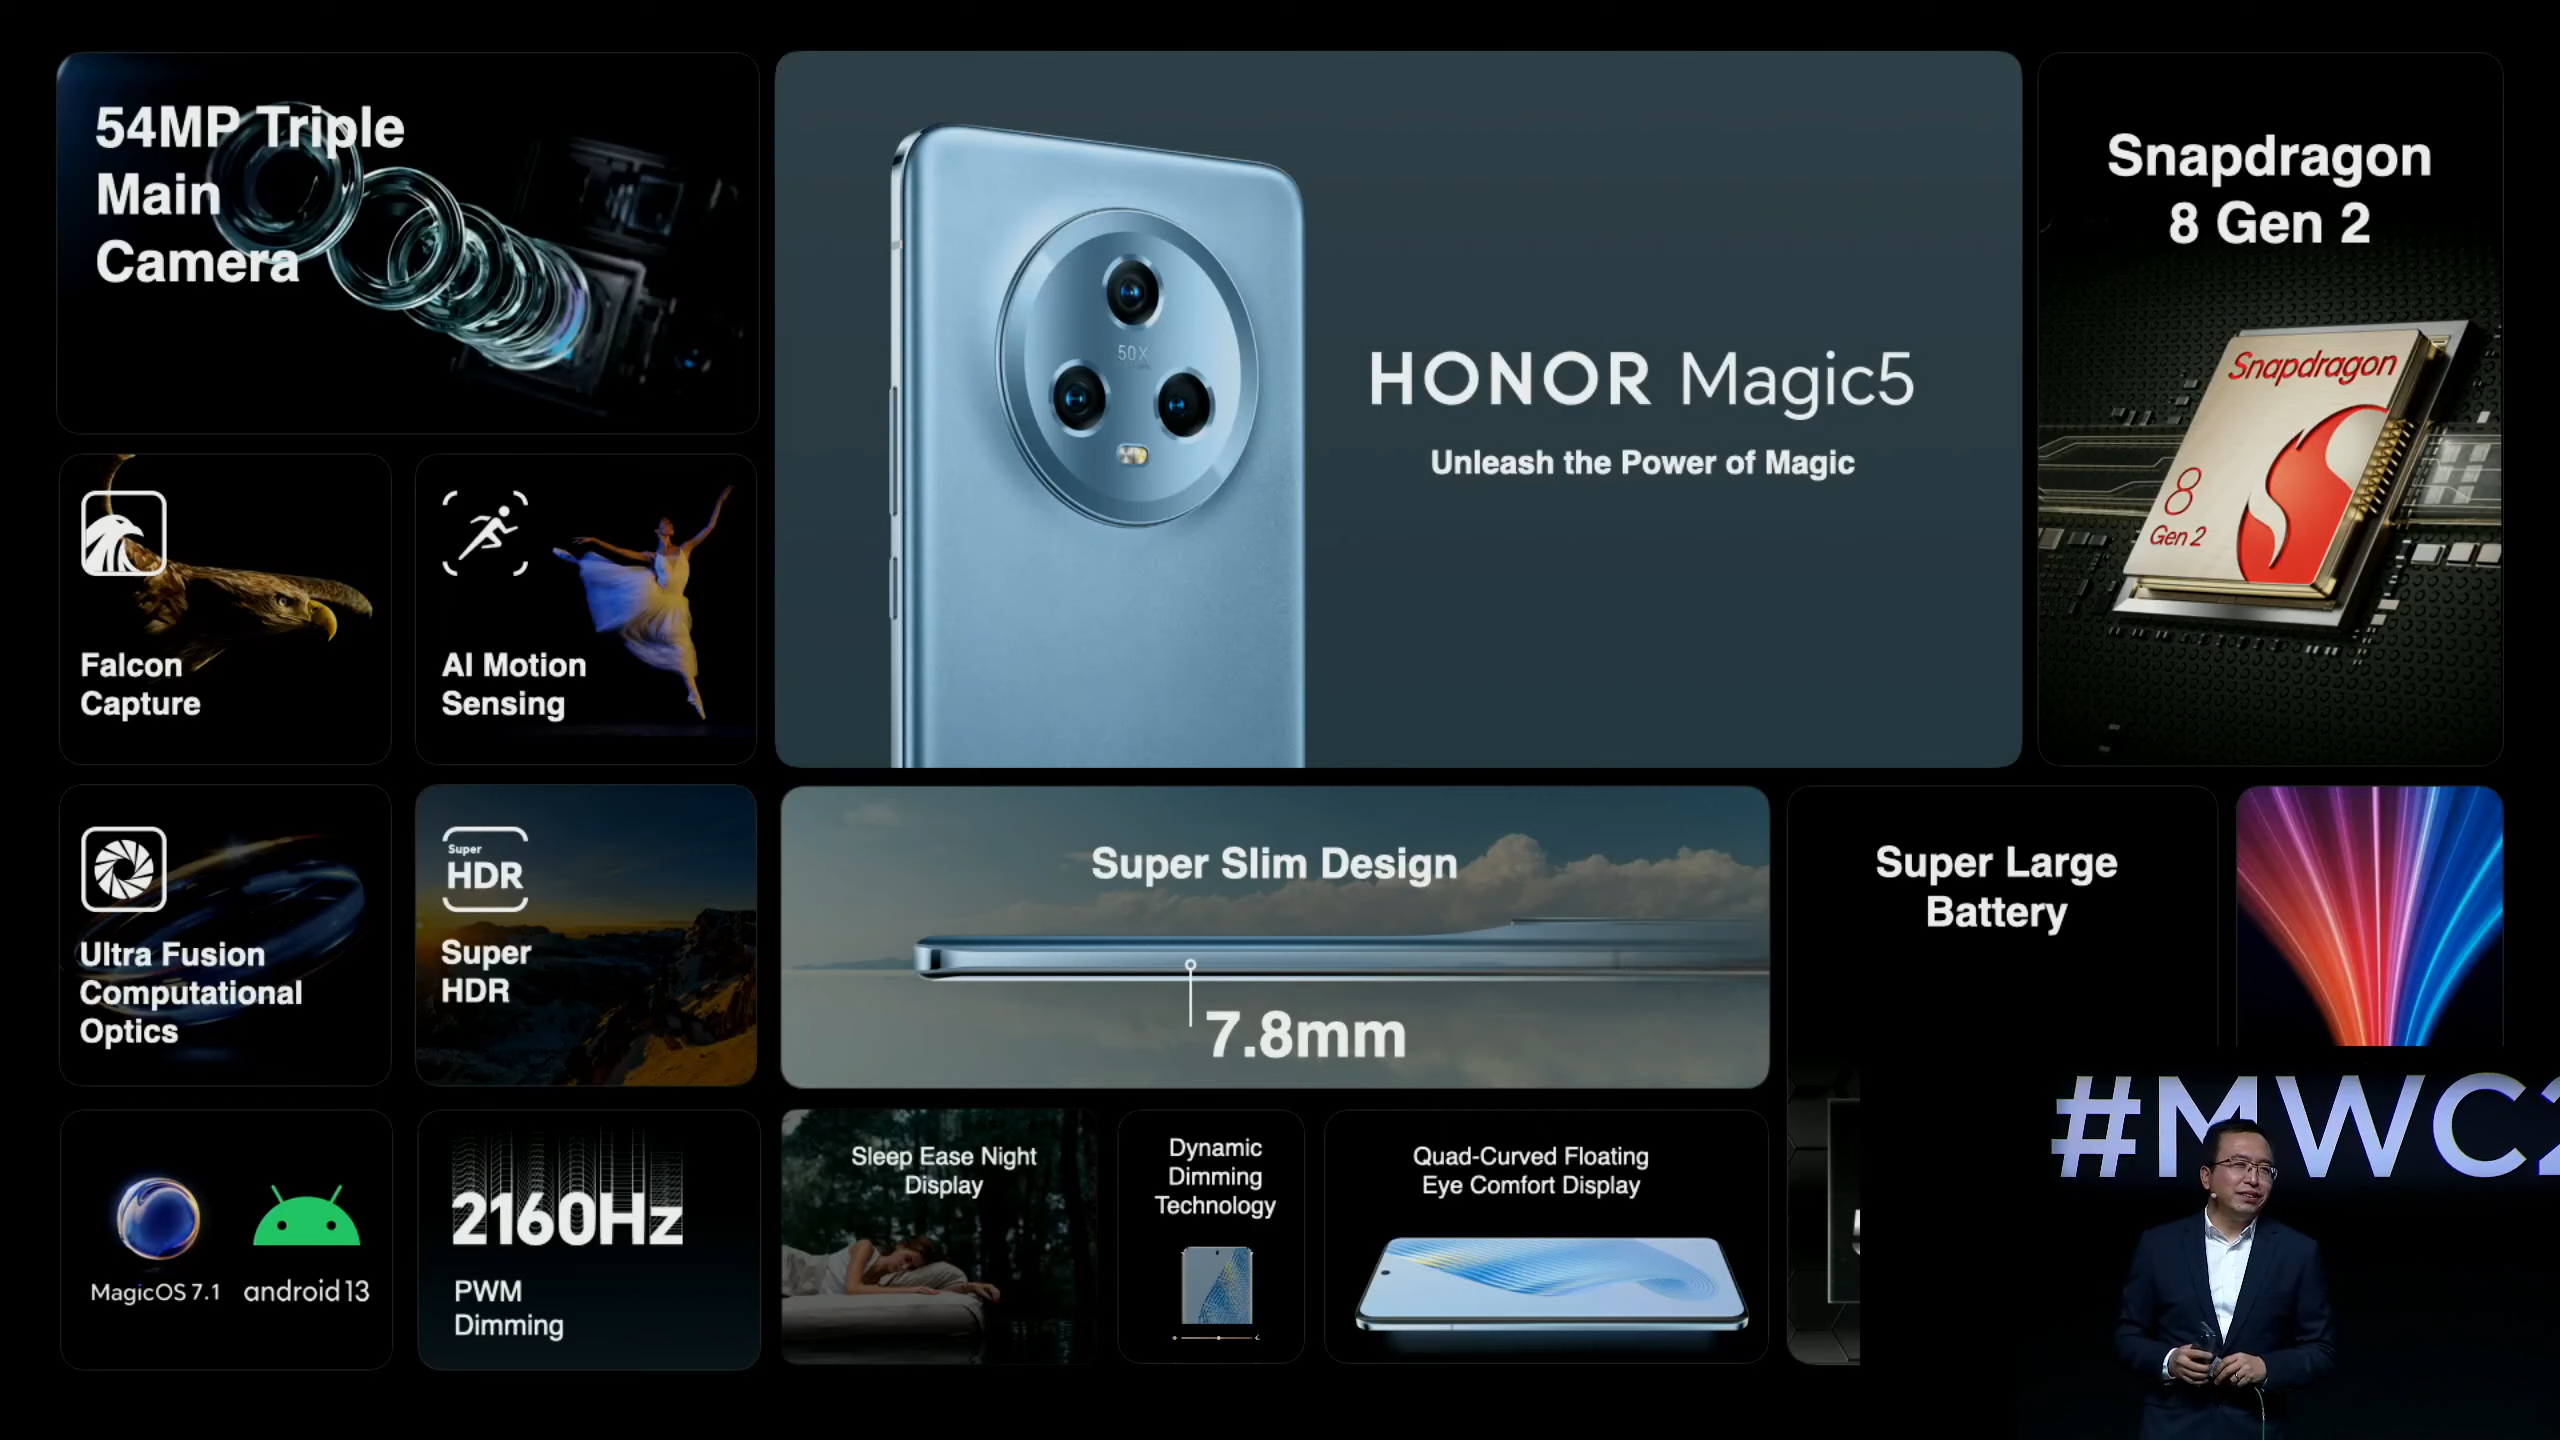 54MP Triple
Main
Camera
50X
HONOR Magic5
Unleash the Power of Magic
Snapdragon
8 Gen 2
Snapdragon
8
Gen 2
Falcon
Capture
AI Motion
Sensing
Ultra Fusion
Computational
Optics
Super
HDR
Super
HDR
Super Slim Design
7.8mm
Super Large
Battery
MagicOS 7.1
android 13
2160Hz
PWM
Dimming
Sleep Ease Night
Display
Dynamic
Dimming
Technology
Quad-Curved Floating
Eye Comfort Display
#MWC2